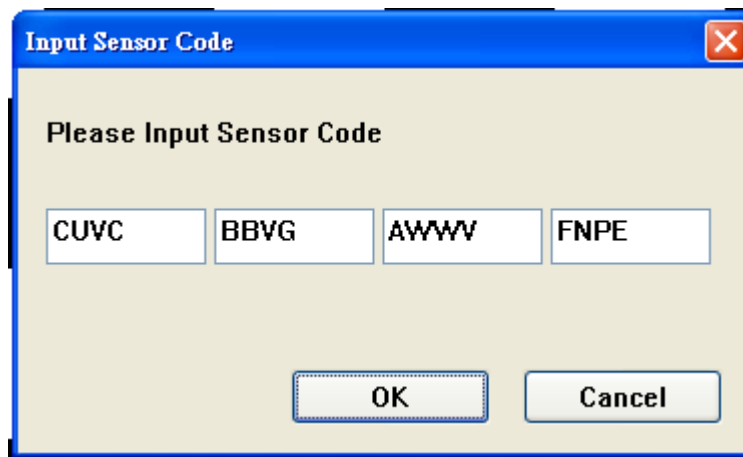 Input Sensor Code
Please Input Sensor Code
CUVC BBVG AWWV FNPE
OK Cancel